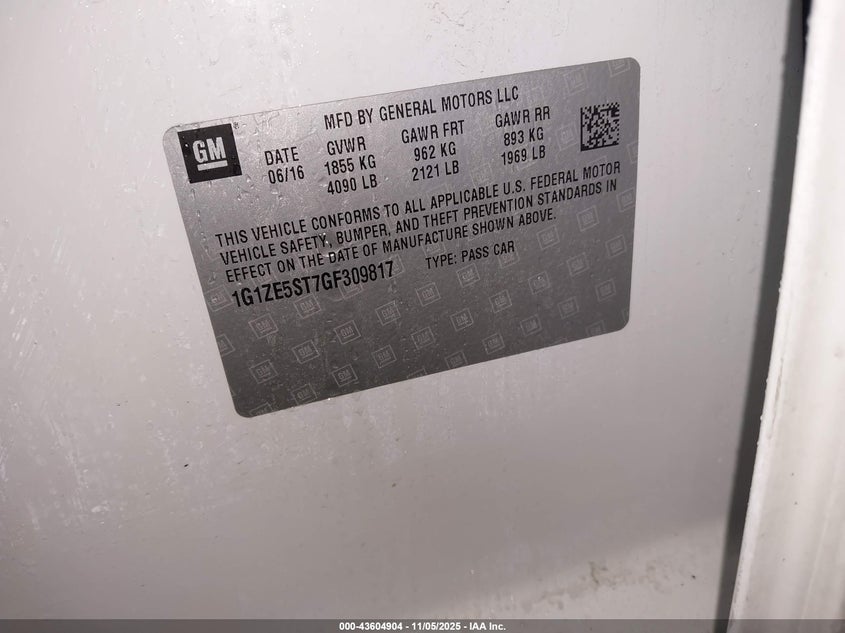 MFD BY GENERAL MOTORS LLC
GM
DATE GVWR GAWR FRT GAWR RR
06/16 1855 KG 962 KG 893 KG
4090 LB 2121 LB 1969 LB
THIS VEHICLE CONFORMS TO ALL APPLICABLE U.S. FEDERAL MOTOR
VEHICLE SAFETY, BUMPER, AND THEFT PREVENTION STANDARDS IN
EFFECT ON THE DATE OF MANUFACTURE SHOWN ABOVE.
1G1ZE5ST7GF309817 TYPE: PASS CAR
000-43604904 - 11/05/2025 - IAA Inc.